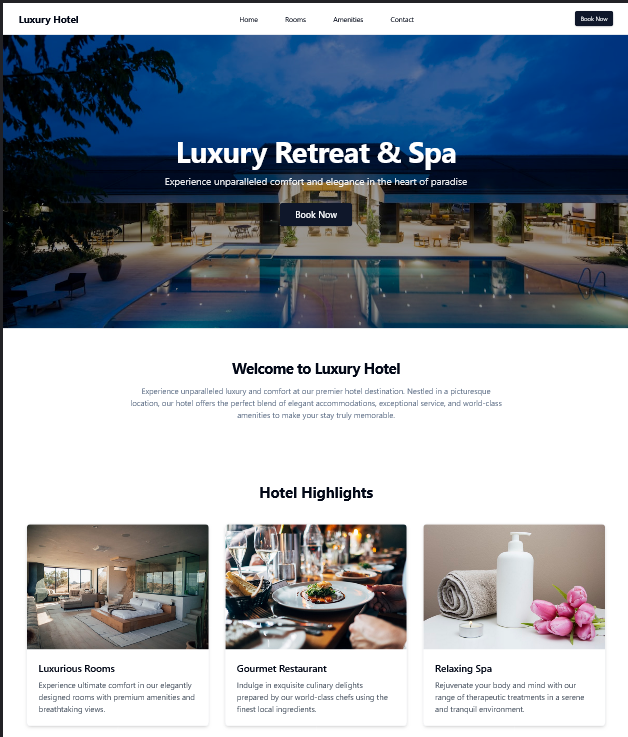 Luxury Hotel
Home Rooms Amenities Contact
Book Now
Luxury Retreat & Spa
Experience unparalleled comfort and elegance in the heart of paradise
Book Now
Welcome to Luxury Hotel
Experience unparalleled luxury and comfort at our premier hotel destination. Nestled in a picturesque
location, our hotel offers the perfect blend of elegant accommodations, exceptional service, and world-class
amenities to make your stay truly memorable.
Hotel Highlights
Luxurious Rooms
Experience ultimate comfort in our elegantly
designed rooms with premium amenities and
breathtaking views.
Gourmet Restaurant
Indulge in exquisite culinary delights
prepared by our world-class chefs using the
finest local ingredients.
Relaxing Spa
Rejuvenate your body and mind with our
range of therapeutic treatments in a serene
and tranquil environment.